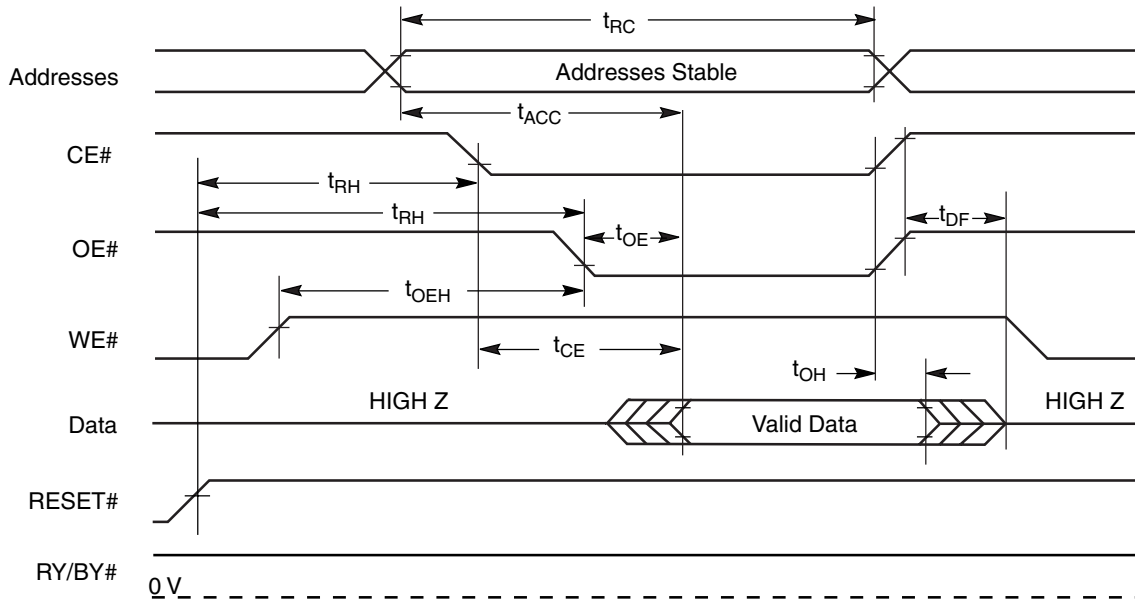 tRC
Addresses
Addresses Stable
tACC
CE#
tRH
tRH
tDF
OE#
tOE
tOEH
WE#
tCE
tOH
HIGH Z
HIGH Z
Data
Valid Data
RESET#
RY/BY#
0 V